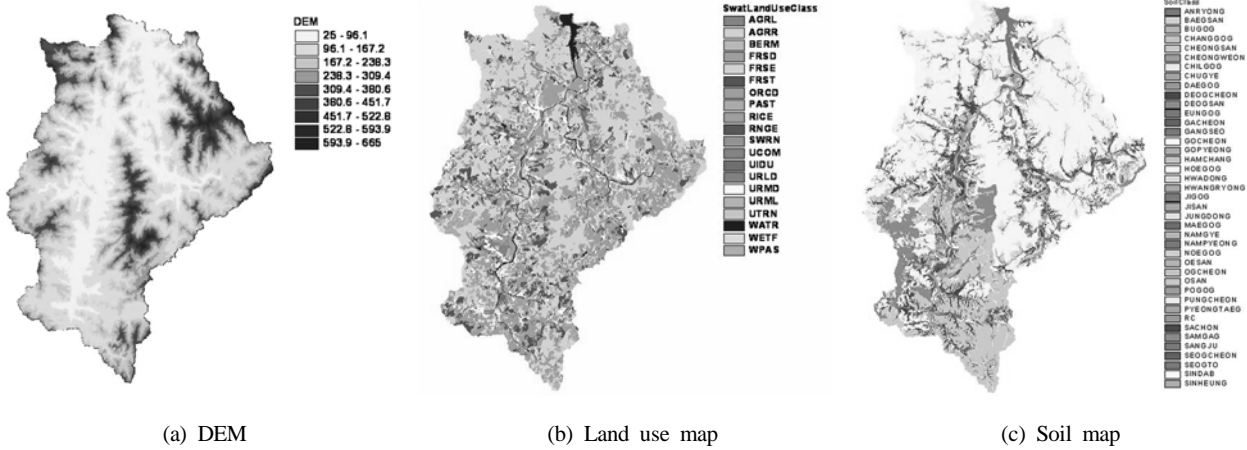 DEM
25 - 96.1
96.1 - 167.2
167.2 - 238.3
238.3 - 309.4
309.4 - 380.6
380.6 - 451.7
451.7 - 522.8
522.8 - 593.9
593.9 - 665
(a) DEM
SwatLandUseClass
AGRL
AGRR
BERM
FRSD
FRSE
FRST
ORCD
PAST
RICE
RNGE
SWRN
UCOM
UIDU
URLD
URMD
URML
UTRN
WATR
WETF
WPAS
(b) Land use map
SoilClass
ANRYONG
BAEGSAN
BUGOG
CHANGGOG
CHEONGSAN
CHEONGWEON
CHILGOG
CHUGYE
DAEGOG
DEOGCHEON
DEOGSAN
EUNGOG
GACHEON
GANGSEO
GOCHEON
GOPYEONG
HAMCHANG
HOEGOG
HWADONG
HWANGRYONG
JIGOG
JISAN
JUNGDONG
MAEGOG
NAMGYE
NAMPYEONG
NOEGOG
OESAN
OGCHEON
OSAN
POGOG
PUNGCHEON
PYEONGTAEG
RC
SACHON
SAMGAG
SANGJU
SEOGCHEON
SEOGTO
SINDAB
SINHEUNG
(c) Soil map